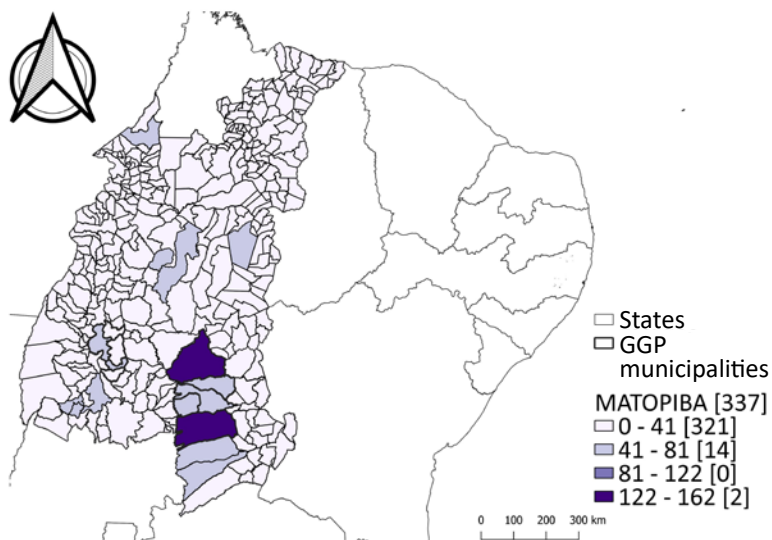 States
GGP
municipalities
MATOPIBA [337]
0 - 41 [321]
41 - 81 [14]
81 - 122 [0]
122 - 162 [2]
0 100 200 300 km